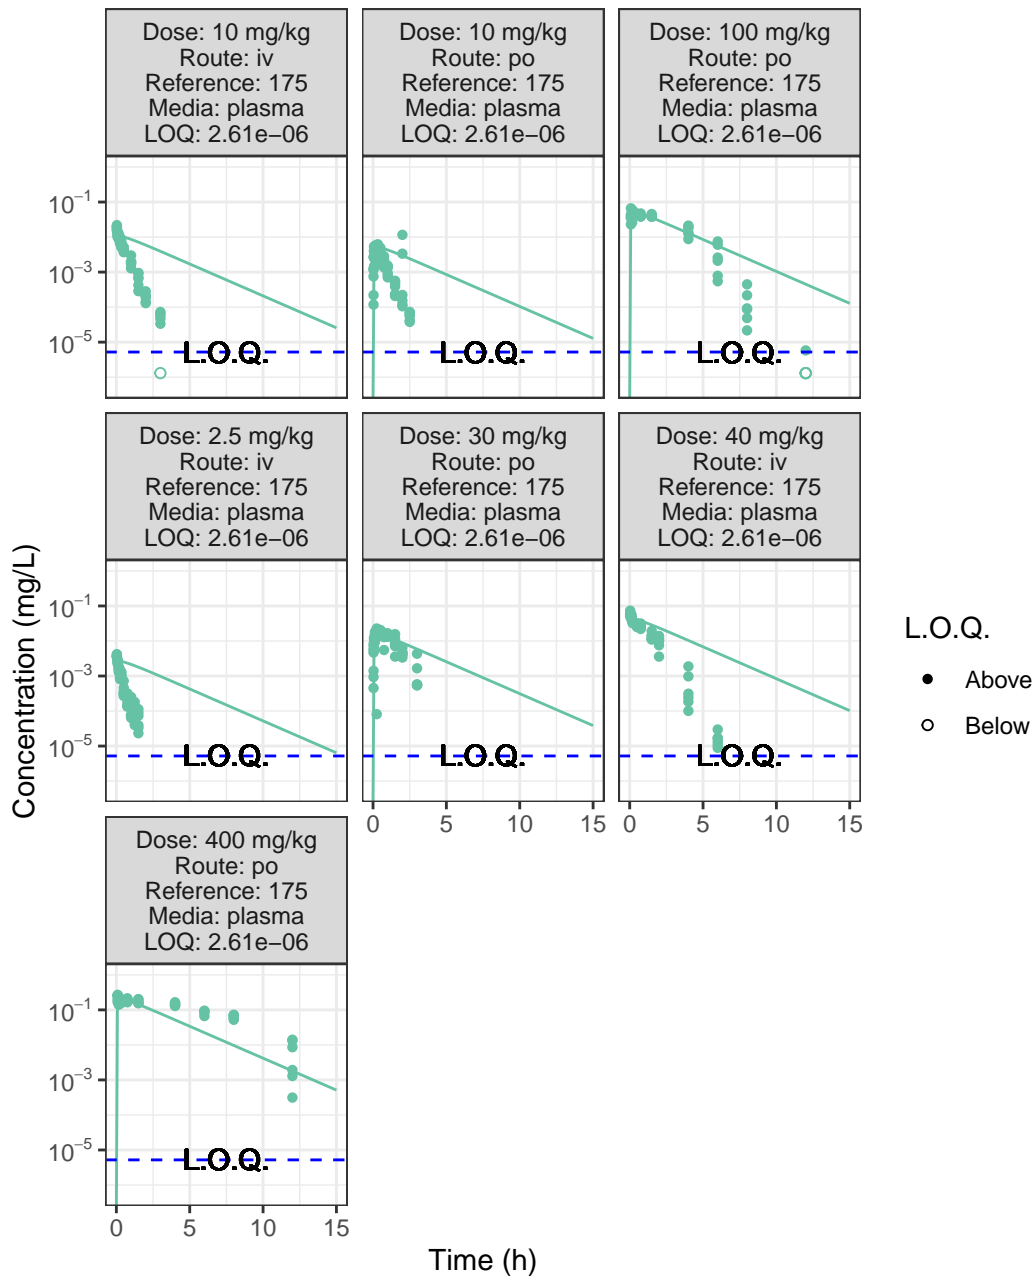 Dose: 10 mg/kg
Route: iv
Reference: 175
Media: plasma
LOQ: 2.61e−06
Dose: 10 mg/kg
Route: po
Reference: 175
Media: plasma
LOQ: 2.61e−06
Dose: 100 mg/kg
Route: po
Reference: 175
Media: plasma
LOQ: 2.61e−06
10⁻¹
10⁻³
10⁻⁵
L.O.Q.
L.O.Q.
L.O.Q.
Dose: 2.5 mg/kg
Route: iv
Reference: 175
Media: plasma
LOQ: 2.61e−06
Dose: 30 mg/kg
Route: po
Reference: 175
Media: plasma
LOQ: 2.61e−06
Dose: 40 mg/kg
Route: iv
Reference: 175
Media: plasma
LOQ: 2.61e−06
10⁻¹
10⁻³
10⁻⁵
L.O.Q.
L.O.Q.
L.O.Q.
0 5 10 15
0 5 10 15
Dose: 400 mg/kg
Route: po
Reference: 175
Media: plasma
LOQ: 2.61e−06
10⁻¹
10⁻³
10⁻⁵
L.O.Q.
0 5 10 15
Time (h)
Concentration (mg/L)
L.O.Q.
Above
Below